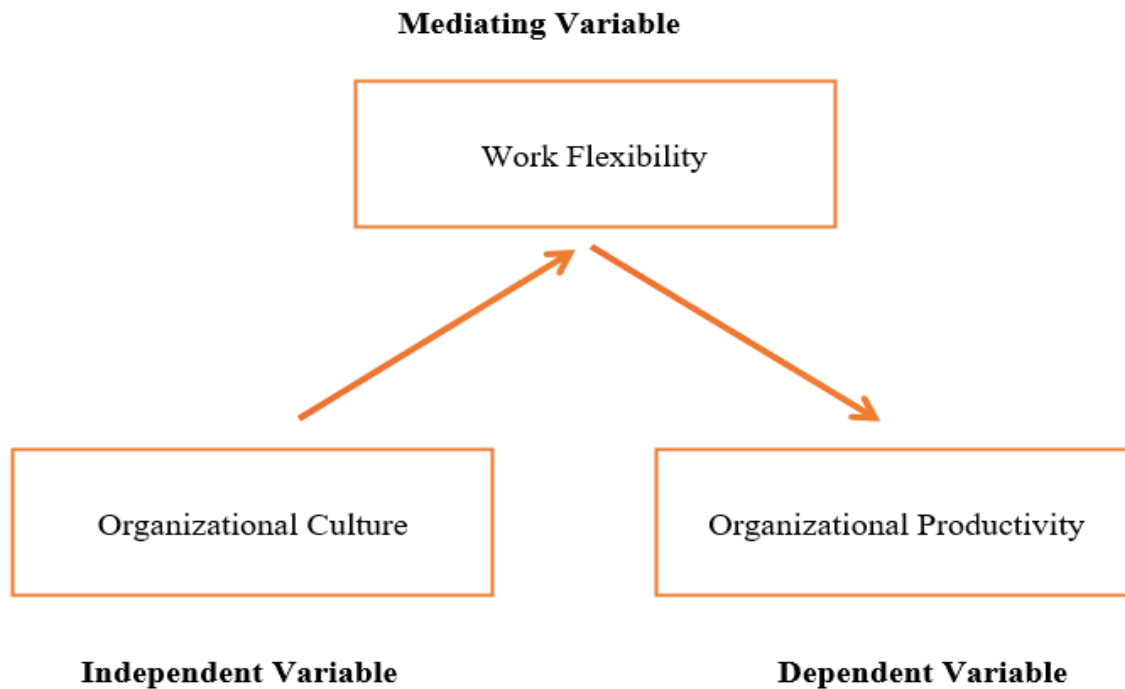 Mediating Variable
Work Flexibility
Organizational Culture
Organizational Productivity
Independent Variable
Dependent Variable